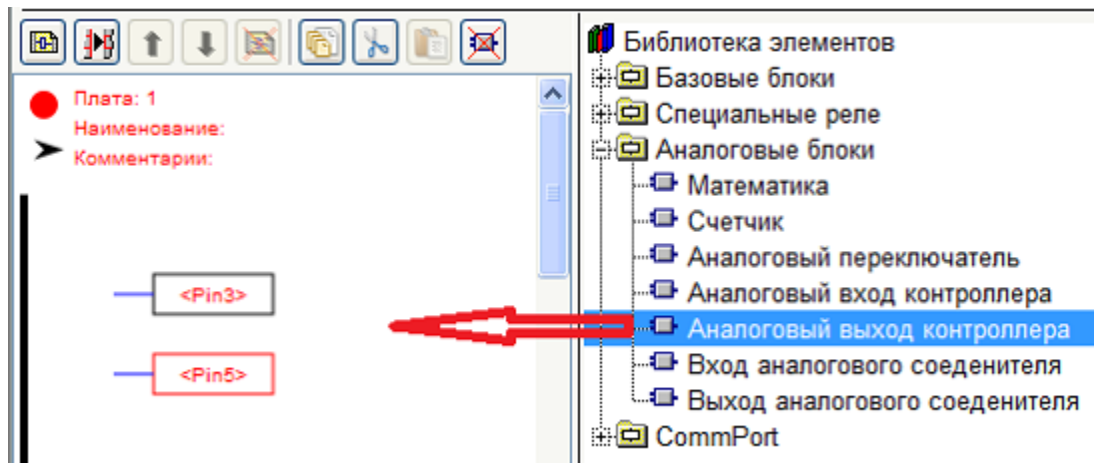 Плата: 1
Наименование:
Комментарии:
<Pin3>
<Pin5>
Библиотека элементов
Базовые блоки
Специальные реле
Аналоговые блоки
Математика
Счетчик
Аналоговый переключатель
Аналоговый вход контроллера
Аналоговый выход контроллера
Вход аналогового соеденителя
Выход аналогового соеденителя
CommPort